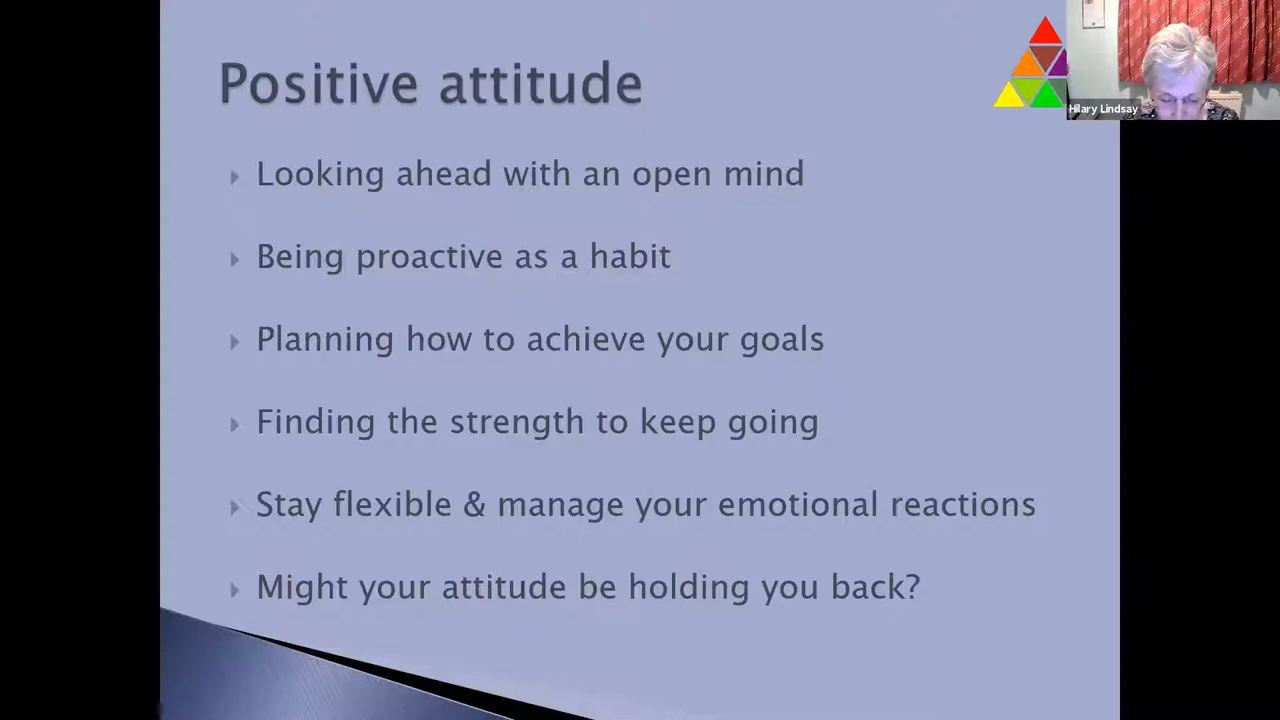 Positive attitude
Hilary Lindsay
Looking ahead with an open mind
Being proactive as a habit
Planning how to achieve your goals
Finding the strength to keep going
Stay flexible & manage your emotional reactions
Might your attitude be holding you back?